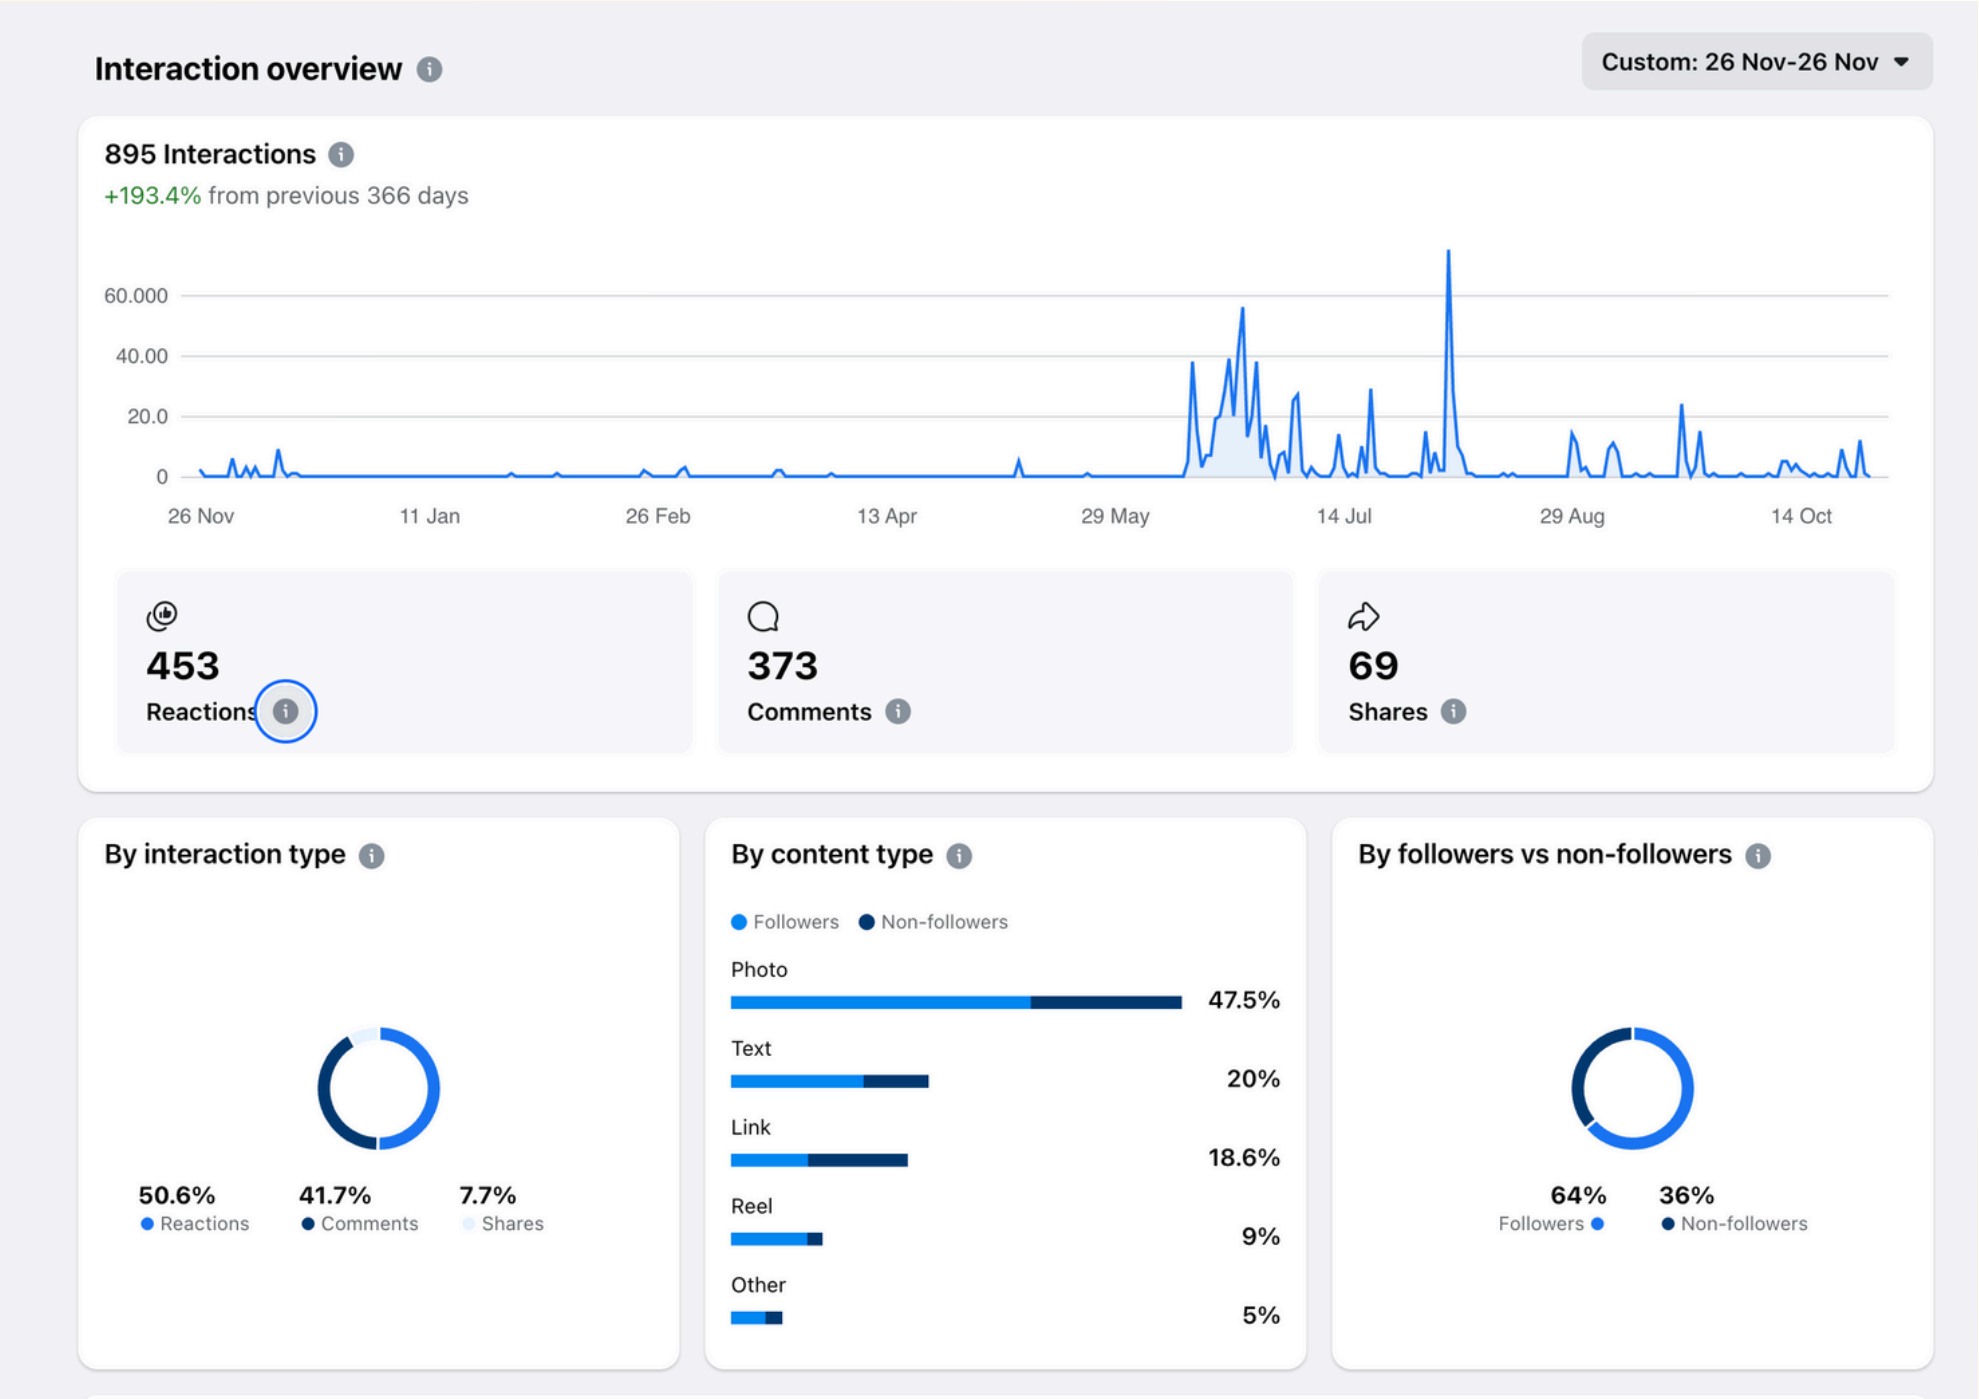 Interaction overview
Custom: 26 Nov-26 Nov
895 Interactions
+193.4% from previous 366 days
60.000
40.00
20.0
0
26 Nov 11 Jan 26 Feb 13 Apr 29 May 14 Jul 29 Aug 14 Oct
453
Reactions
373
Comments
69
Shares
By interaction type
50.6% 41.7% 7.7%
Reactions Comments Shares
By content type
Followers Non-followers
Photo
47.5%
Text
20%
Link
18.6%
Reel
9%
Other
5%
By followers vs non-followers
64% 36%
Followers Non-followers